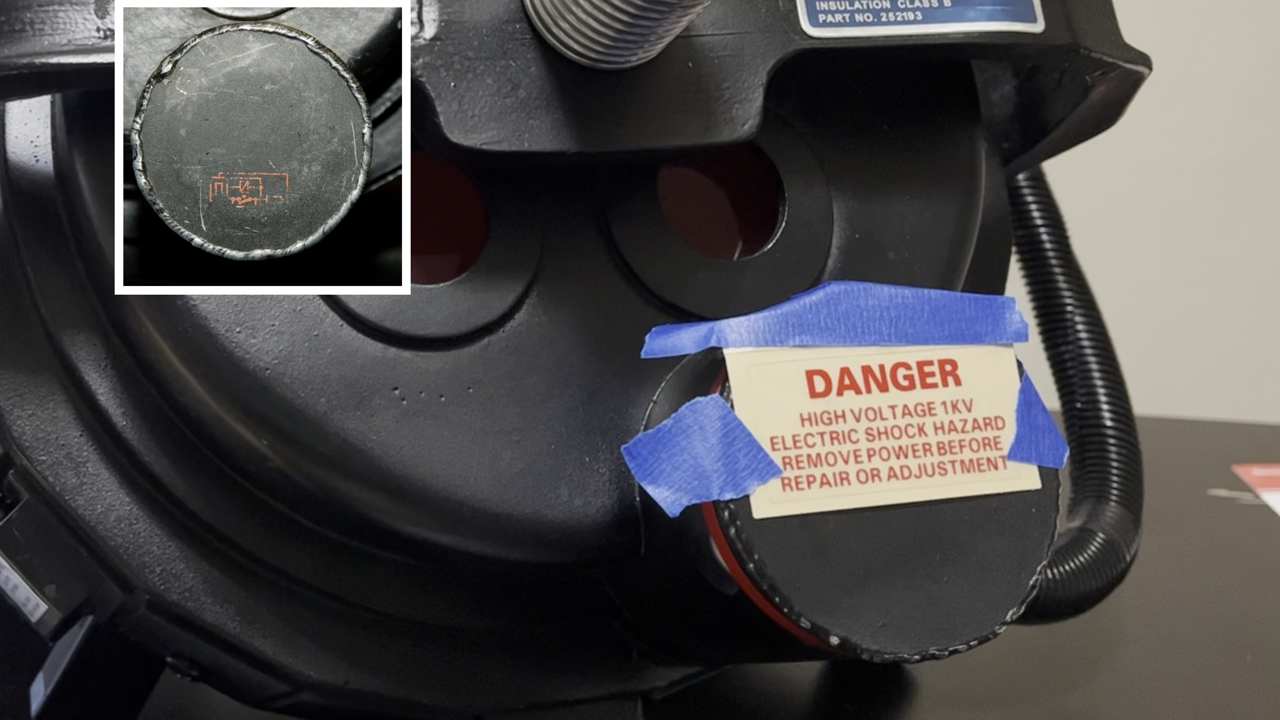 INSULATION CLASS B
PART NO. 252193
DANGER
HIGH VOLTAGE 1KV
ELECTRIC SHOCK HAZARD
REMOVE POWER BEFORE
REPAIR OR ADJUSTMENT